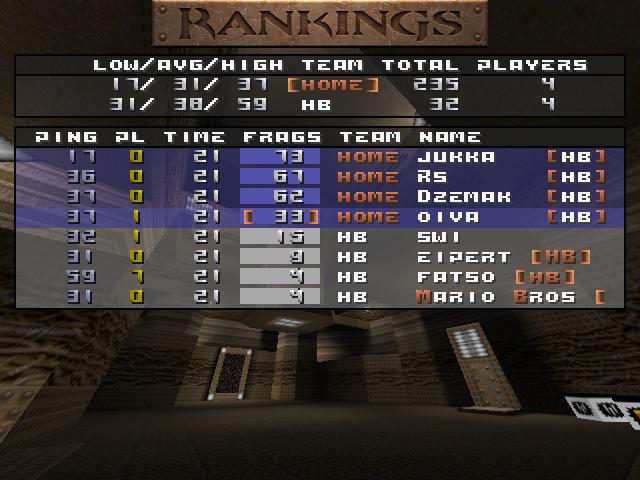 RANKINGS
LOW/AVG/HIGH TEAM TOTAL PLAYERS
17/ 31/ 37 [HOME] 235 4
31/ 38/ 59 HB 32 4
PING PL TIME FRAGS TEAM NAME
17 0 21 73 HOME JUKKA [HB]
36 0 21 67 HOME RS [HB]
37 0 21 62 HOME DZEMAK [HB]
37 1 21 [ 33] HOME OIVA [HB]
32 1 21 15 HB SWI
31 0 21 9 HB EIPERT [HB]
59 7 21 4 HB FATSO [HB]
31 0 21 4 HB MARIO BROS [